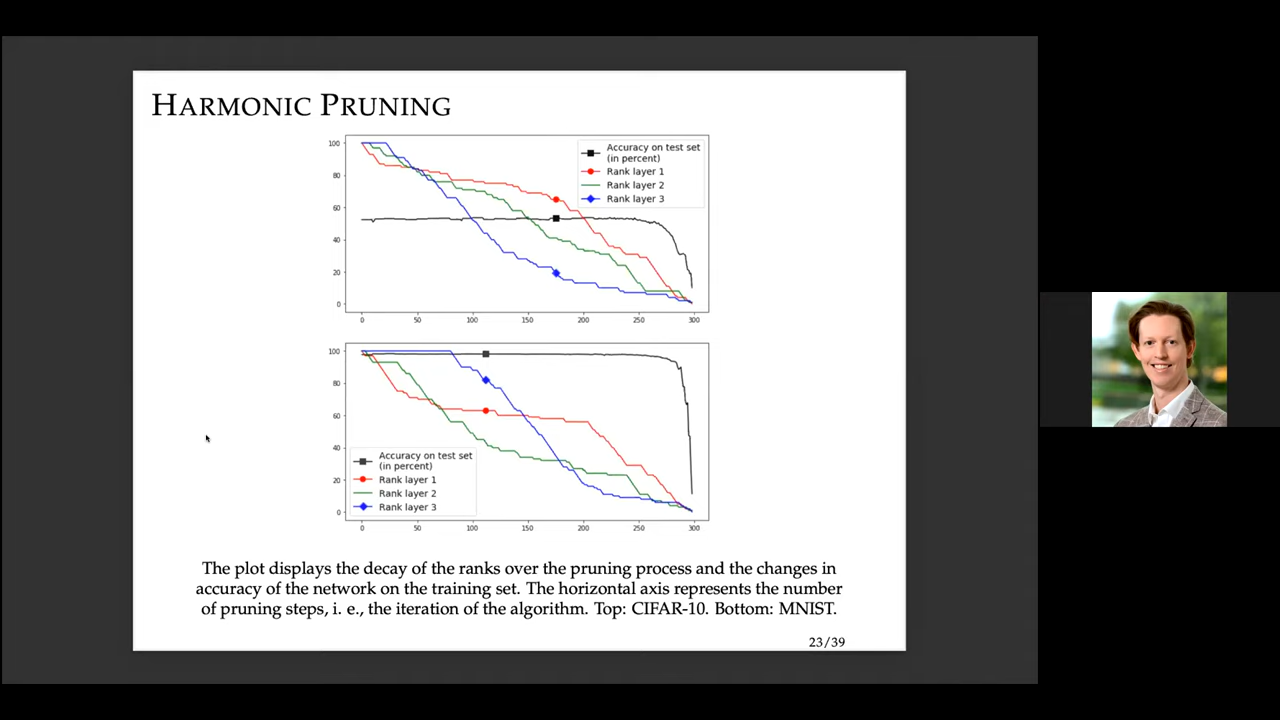 HARMONIC PRUNING
100
80
60
40
20
0
0
50
100
150
200
250
300
Accuracy on test set
(in percent)
Rank layer 1
Rank layer 2
Rank layer 3
100
80
60
40
20
0
0
50
100
150
200
250
300
Accuracy on test set
(in percent)
Rank layer 1
Rank layer 2
Rank layer 3
The plot displays the decay of the ranks over the pruning process and the changes in
accuracy of the network on the training set. The horizontal axis represents the number
of pruning steps, i. e., the iteration of the algorithm. Top: CIFAR-10. Bottom: MNIST.
23/39